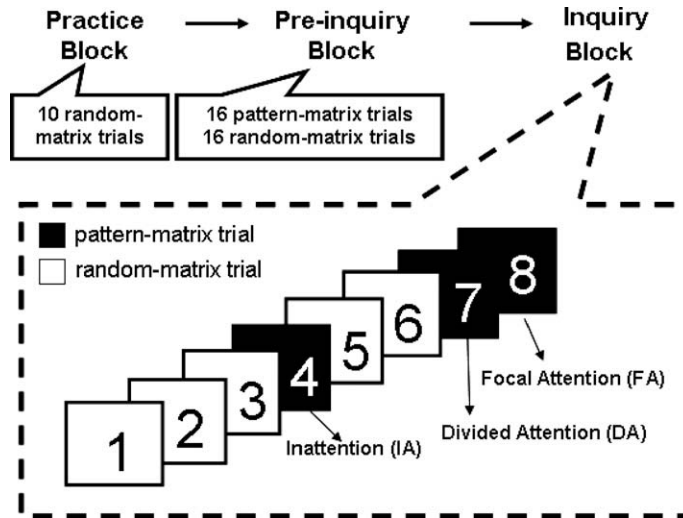 Practice Block
Pre-inquiry Block
Inquiry Block
10 random-
matrix trials
16 pattern-matrix trials
16 random-matrix trials
pattern-matrix trial
random-matrix trial
8
7
6
5
4
3
2
1
Focal Attention (FA)
Divided Attention (DA)
Inattention (IA)